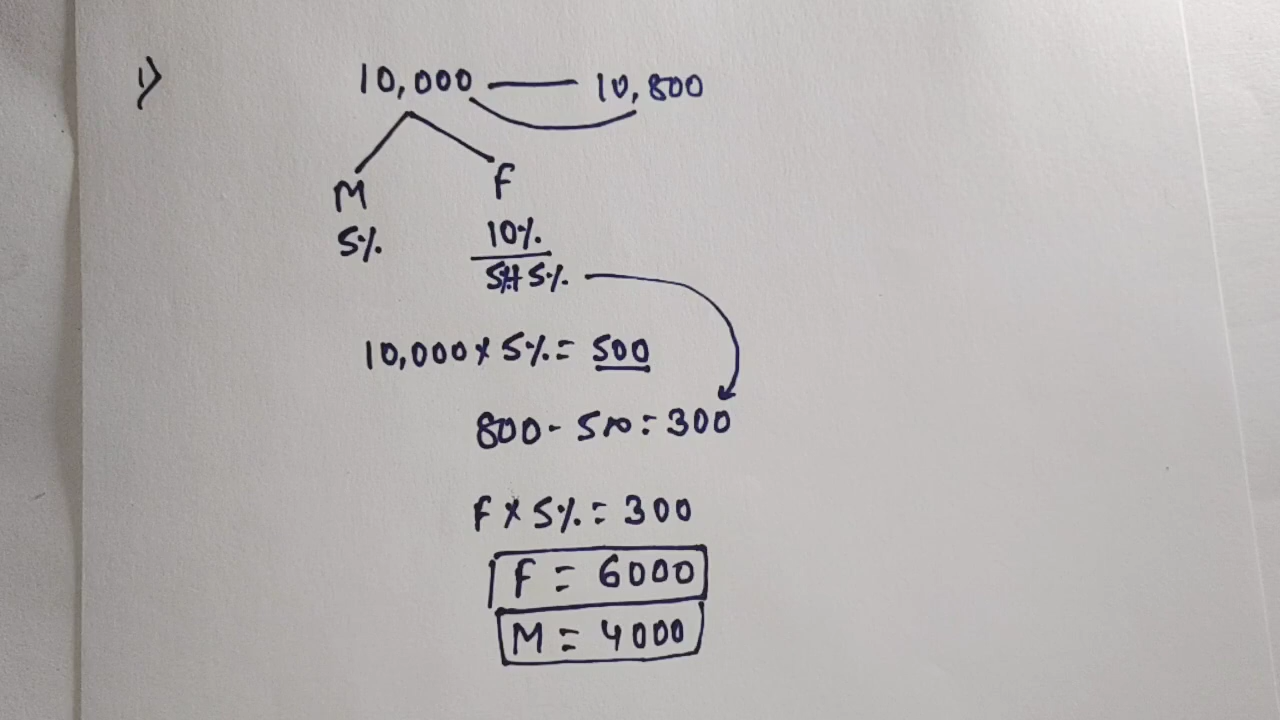 1)
10,000 — 10,800
M F
5% 10%
5%+5%
10,000 × 5% = 500
800 - 500 = 300
F × 5% = 300
F = 6000
M = 4000